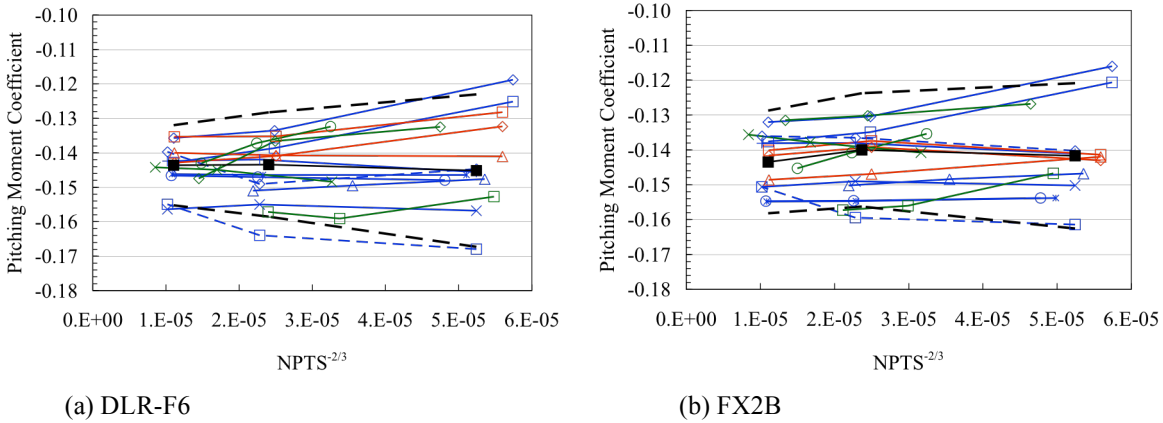 Pitching Moment Coefficient
-0.10
-0.11
-0.12
-0.13
-0.14
-0.15
-0.16
-0.17
-0.18
0.E+00 1.E-05 2.E-05 3.E-05 4.E-05 5.E-05 6.E-05
NPTS-2/3
(a) DLR-F6
Pitching Moment Coefficient
-0.10
-0.11
-0.12
-0.13
-0.14
-0.15
-0.16
-0.17
-0.18
0.E+00 1.E-05 2.E-05 3.E-05 4.E-05 5.E-05 6.E-05
NPTS-2/3
(b) FX2B